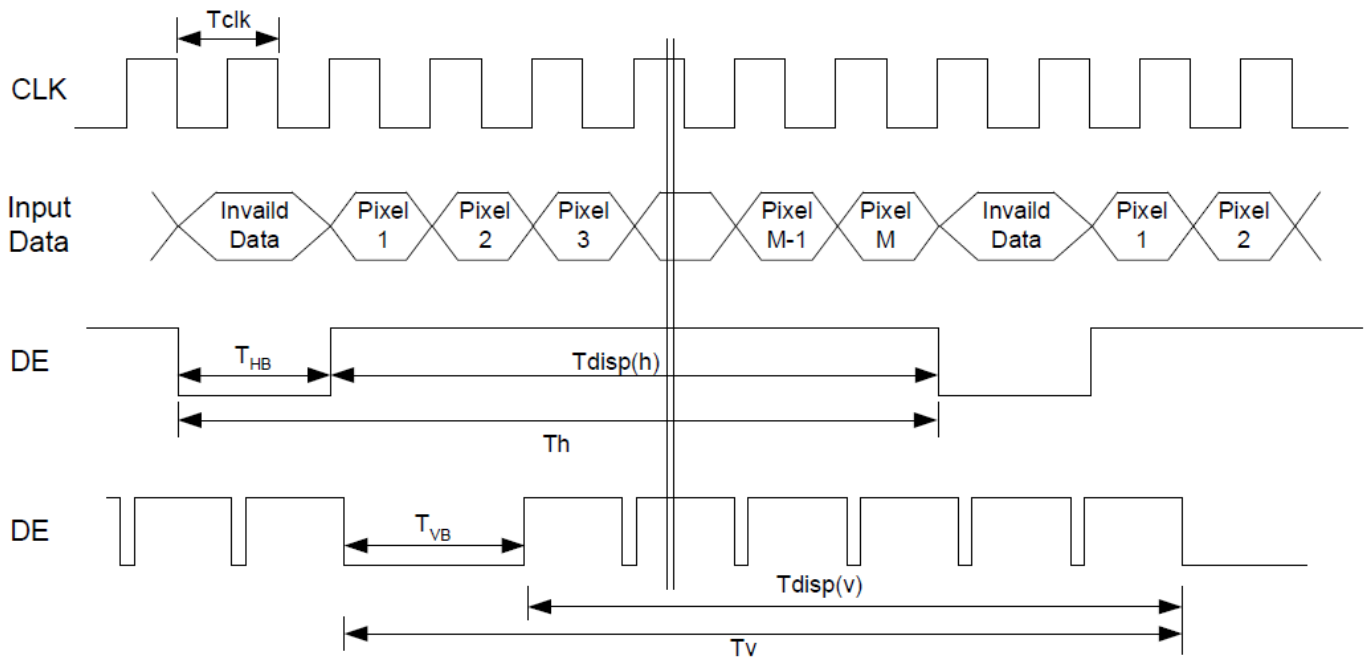 Tclk
CLK
Input
Data
Invaild
Data
Pixel
1
Pixel
2
Pixel
3
Pixel
M-1
Pixel
M
Invaild
Data
Pixel
1
Pixel
2
DE
THB
Tdisp(h)
Th
DE
TVB
Tdisp(v)
Tv